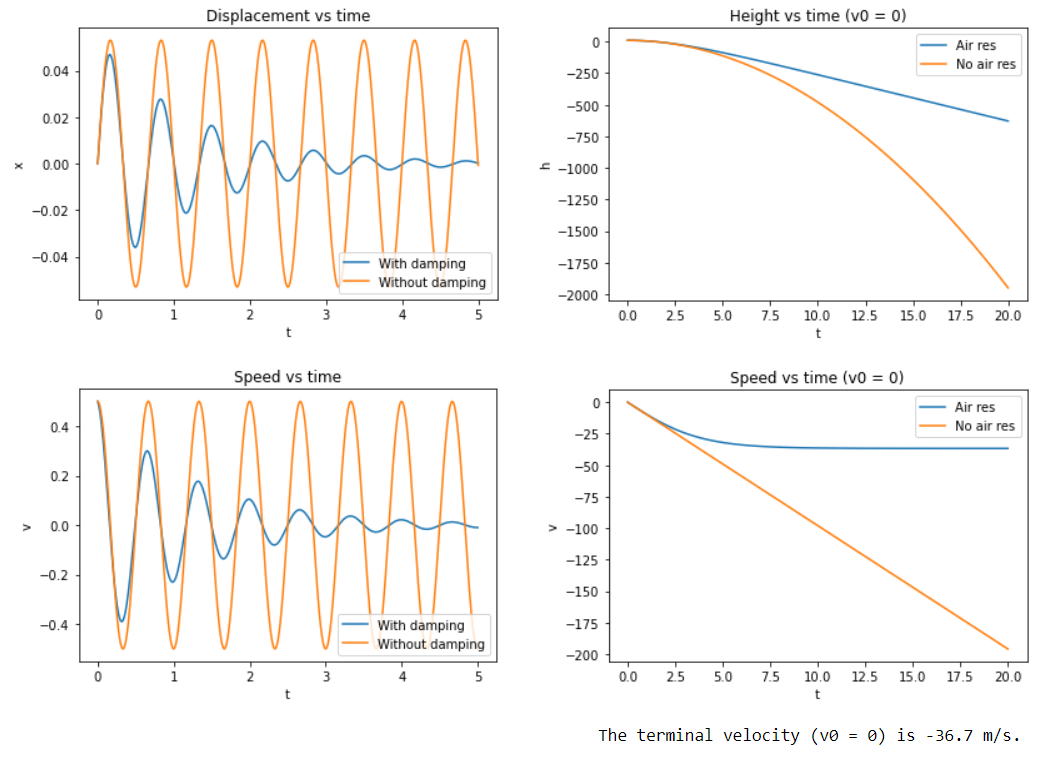 Displacement vs time
0.04
0.02
0.00
−0.02
−0.04
x
With damping
Without damping
0 1 2 3 4 5
t
Height vs time (v0 = 0)
0
−250
−500
−750
−1000
−1250
−1500
−1750
−2000
h
Air res
No air res
0.0 2.5 5.0 7.5 10.0 12.5 15.0 17.5 20.0
t
Speed vs time
0.4
0.2
0.0
−0.2
−0.4
v
With damping
Without damping
0 1 2 3 4 5
t
Speed vs time (v0 = 0)
0
−25
−50
−75
−100
−125
−150
−175
−200
v
Air res
No air res
0.0 2.5 5.0 7.5 10.0 12.5 15.0 17.5 20.0
t
The terminal velocity (v0 = 0) is -36.7 m/s.